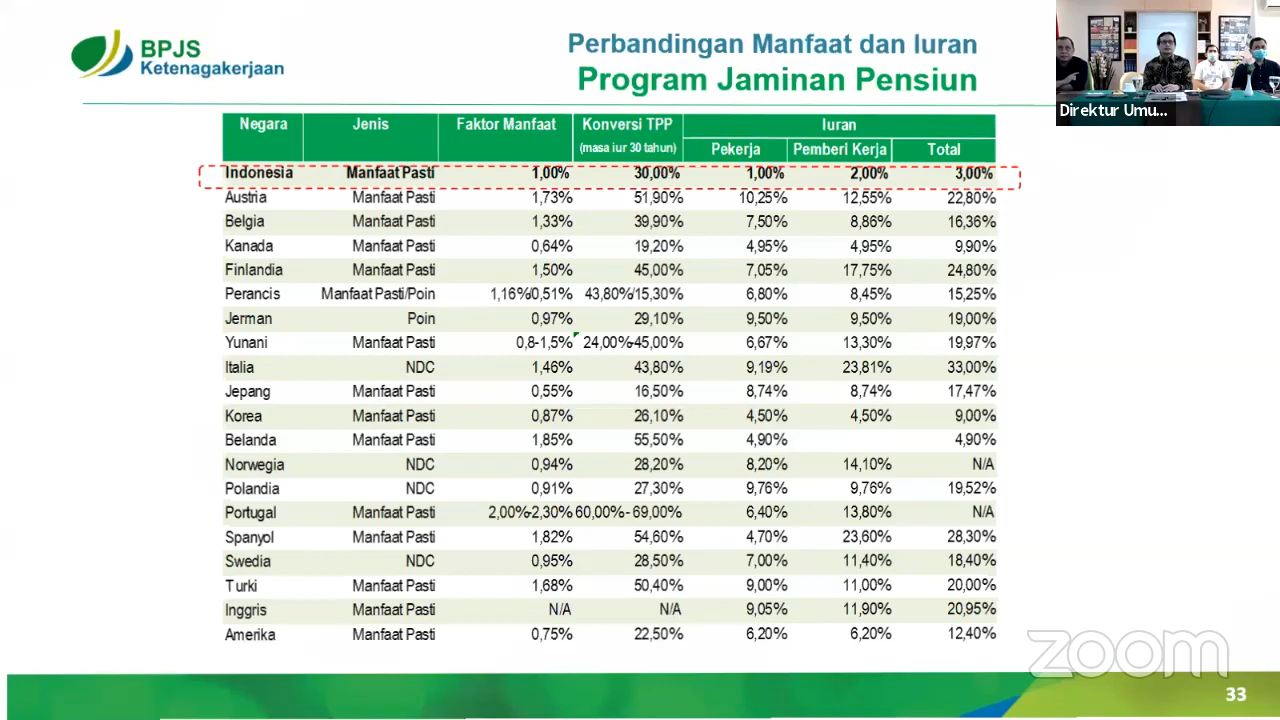 BPJS
Ketenagakerjaan
Perbandingan Manfaat dan Iuran
Program Jaminan Pensiun
Direktur Umu...
Negara Jenis Faktor Manfaat Konversi TPP Iuran
(masa iur 30 tahun) Pekerja Pemberi Kerja Total
Indonesia Manfaat Pasti 1,00% 30,00% 1,00% 2,00% 3,00%
Austria Manfaat Pasti 1,73% 51,90% 10,25% 12,55% 22,80%
Belgia Manfaat Pasti 1,33% 39,90% 7,50% 8,86% 16,36%
Kanada Manfaat Pasti 0,64% 19,20% 4,95% 4,95% 9,90%
Finlandia Manfaat Pasti 1,50% 45,00% 7,05% 17,75% 24,80%
Perancis Manfaat Pasti/Poin 1,16%/0,51% 43,80%/15,30% 6,80% 8,45% 15,25%
Jerman Poin 0,97% 29,10% 9,50% 9,50% 19,00%
Yunani Manfaat Pasti 0,8-1,5% 24,00%-45,00% 6,67% 13,30% 19,97%
Italia NDC 1,46% 43,80% 9,19% 23,81% 33,00%
Jepang Manfaat Pasti 0,55% 16,50% 8,74% 8,74% 17,47%
Korea Manfaat Pasti 0,87% 26,10% 4,50% 4,50% 9,00%
Belanda Manfaat Pasti 1,85% 55,50% 4,90% 4,90%
Norwegia NDC 0,94% 28,20% 8,20% 14,10% N/A
Polandia NDC 0,91% 27,30% 9,76% 9,76% 19,52%
Portugal Manfaat Pasti 2,00%-2,30% 60,00%- 69,00% 6,40% 13,80% N/A
Spanyol Manfaat Pasti 1,82% 54,60% 4,70% 23,60% 28,30%
Swedia NDC 0,95% 28,50% 7,00% 11,40% 18,40%
Turki Manfaat Pasti 1,68% 50,40% 9,00% 11,00% 20,00%
Inggris Manfaat Pasti N/A N/A 9,05% 11,90% 20,95%
Amerika Manfaat Pasti 0,75% 22,50% 6,20% 6,20% 12,40%
zoom
33